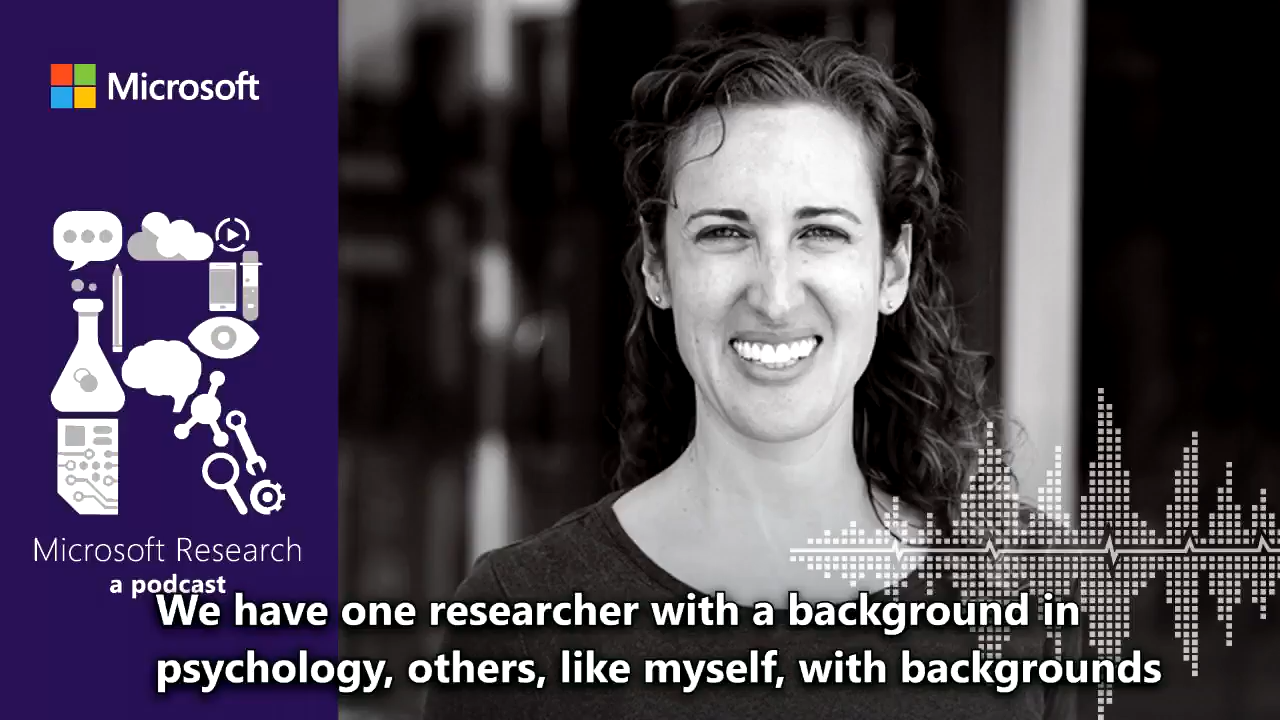 Microsoft
Microsoft Research
a podcast
We have one researcher with a background in
psychology, others, like myself, with backgrounds